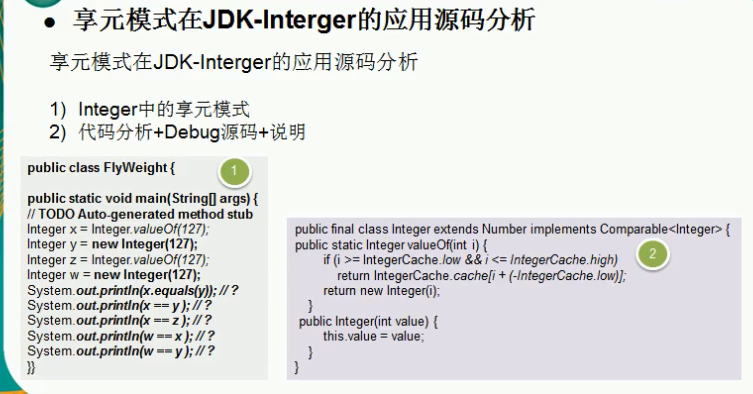 ● 享元模式在JDK-Interger的应用源码分析
享元模式在JDK-Interger的应用源码分析
1) Integer中的享元模式
2) 代码分析+Debug源码+说明
public class FlyWeight {
1
public static void main(String[] args) {
// TODO Auto-generated method stub
Integer x = Integer.valueOf(127);
Integer y = new Integer(127);
Integer z = Integer.valueOf(127);
Integer w = new Integer(127);
System.out.println(x.equals(y)); // ?
System.out.println(x == y ); // ?
System.out.println(x == z ); // ?
System.out.println(w == x ); // ?
System.out.println(w == y ); // ?
}}
public final class Integer extends Number implements Comparable<Integer> {
public static Integer valueOf(int i) {
2
if (i >= IntegerCache.low && i <= IntegerCache.high)
return IntegerCache.cache[i + (-IntegerCache.low)];
return new Integer(i);
}
public Integer(int value) {
this.value = value;
}
}